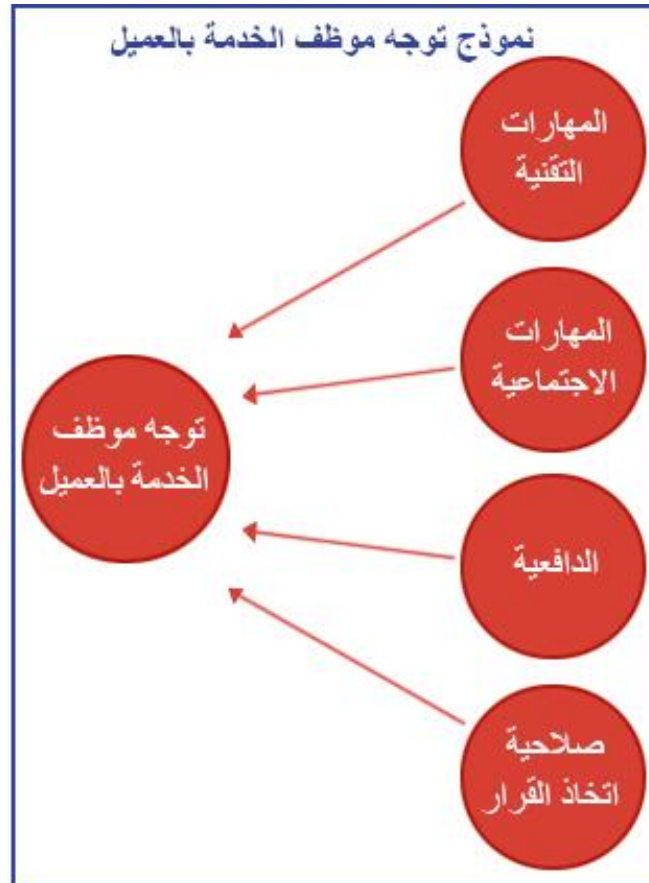 نموذج توجه موظف الخدمة بالعميل
المهارات
التقنية
المهارات
الاجتماعية
توجه موظف
الخدمة بالعميل
الدافعية
صلاحية
اتخاذ القرار